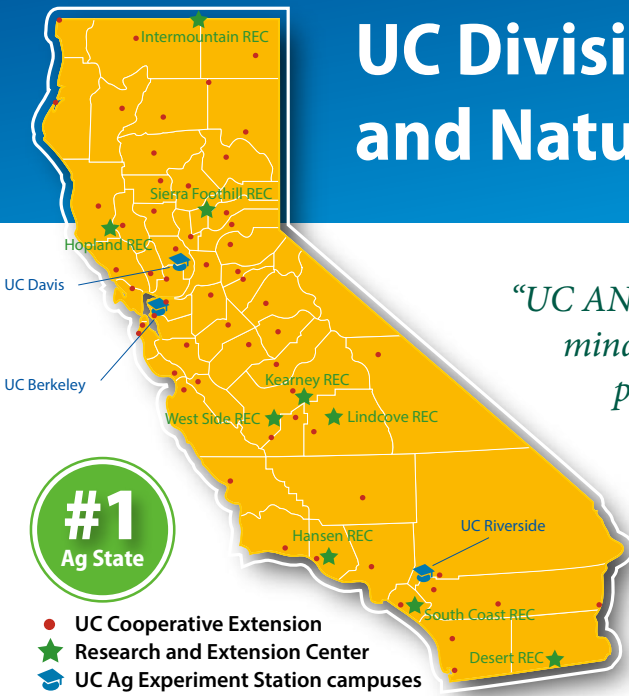 UC Divisi
and Natu
Intermountain REC
Sierra Foothill REC
Hopland REC
UC Davis
"UC AN
mind
p
UC Berkeley
Kearney REC
West Side REC
Lindcove REC
#1
Ag State
UC Riverside
Hansen REC
South Coast REC
Desert REC
UC Cooperative Extension
Research and Extension Center
UC Ag Experiment Station campuses